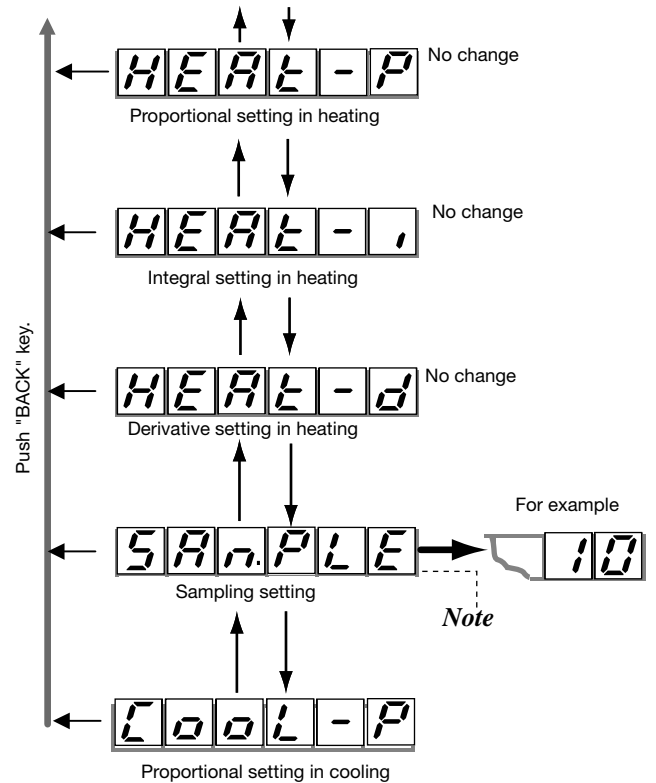 HEAt-P No change
Proportional setting in heating
HEAt-i No change
Integral setting in heating
HEAt-d No change
Derivative setting in heating
Push "BACK" key.
For example
SAn.PLE 10
Sampling setting
Note
CooL-P
Proportional setting in cooling